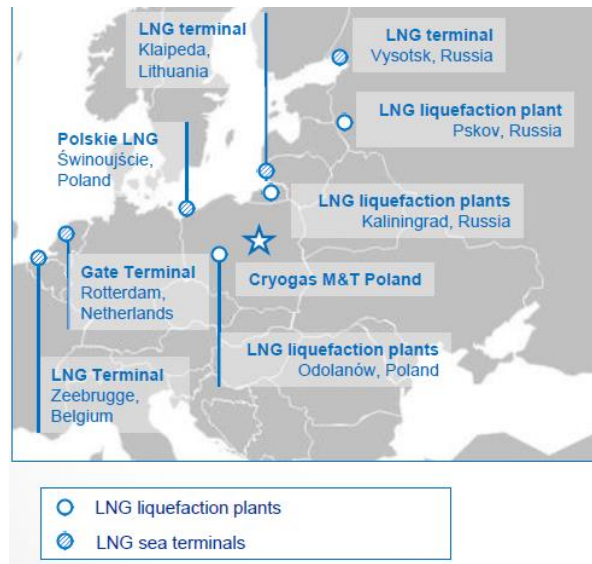 LNG terminal
Klaipeda,
Lithuania
LNG terminal
Vysotsk, Russia
LNG liquefaction plant
Pskov, Russia
Polskie LNG
Świnoujście,
Poland
LNG liquefaction plants
Kaliningrad, Russia
Gate Terminal
Rotterdam,
Netherlands
Cryogas M&T Poland
LNG liquefaction plants
Odolanów, Poland
LNG Terminal
Zeebrugge,
Belgium
LNG liquefaction plants
LNG sea terminals